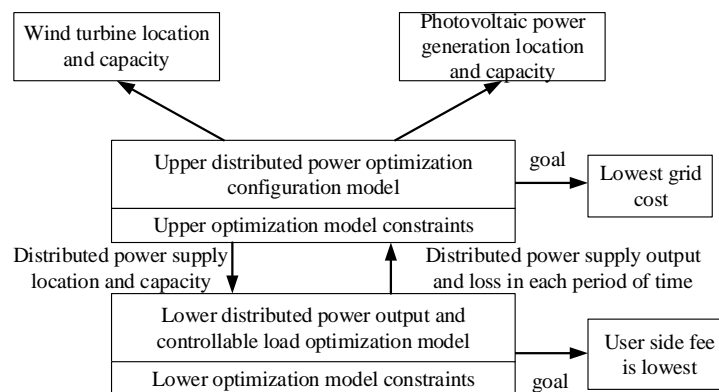 Wind turbine location
and capacity
Photovoltaic power
generation location
and capacity
Upper distributed power optimization
configuration model
goal
Lowest grid
cost
Upper optimization model constraints
Distributed power supply
location and capacity
Distributed power supply output
and loss in each period of time
Lower distributed power output and
controllable load optimization model
User side fee
is lowest
Lower optimization model constraints
goal